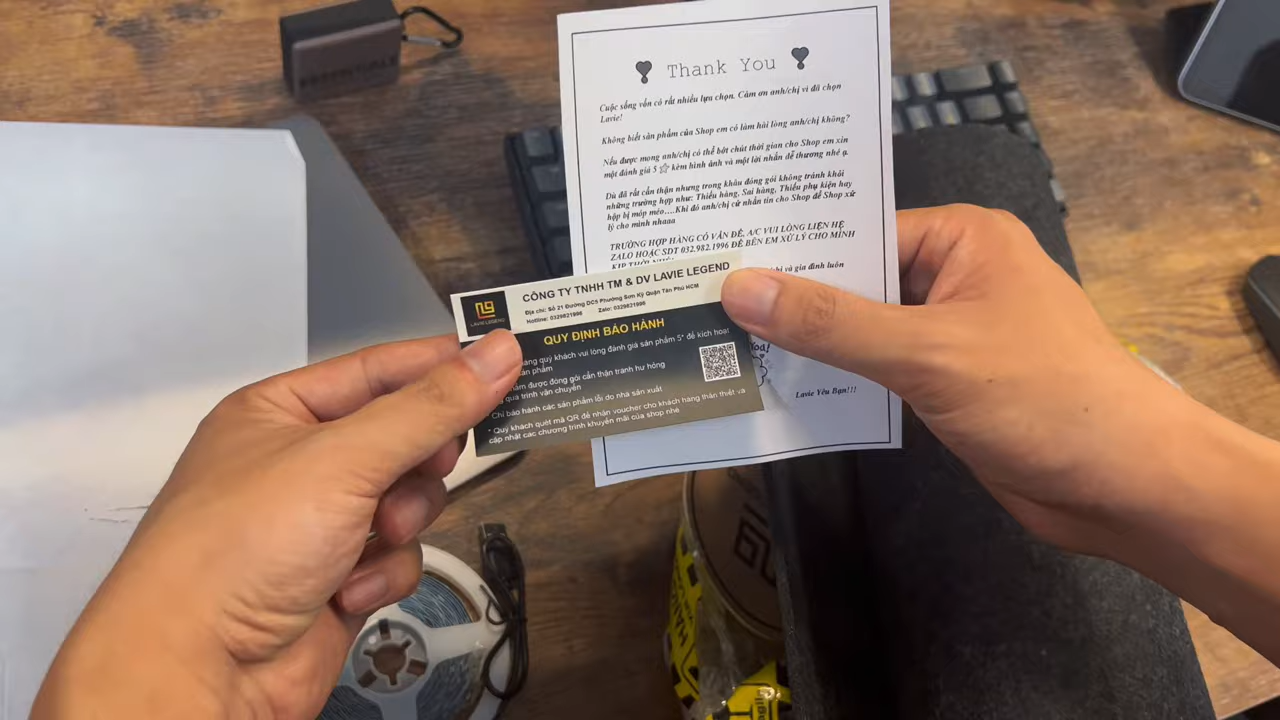 Thank You
Cuộc sống vốn có rất nhiều lựa chọn. Cảm ơn anh/chị vì đã chọn
Lavie!
Không biết sản phẩm của Shop em có làm hài lòng anh/chị không?
Nếu được mong anh/chị có thể bớt chút thời gian cho Shop em xin
một đánh giá 5 kèm hình ảnh và một lời nhắn dễ thương nhé ạ.
Dù đã rất cẩn thận nhưng trong khâu đóng gói không tránh khỏi
những trường hợp như: Thiếu hàng, Sai hàng, Thiếu phụ kiện hay
hộp bị móp méo....Khi đó anh/chị cứ nhắn tin cho Shop để Shop xử
lý cho mình nhaaa
TRƯỜNG HỢP HÀNG CÓ VẤN ĐỀ, A/C VUI LÒNG LIÊN HỆ
ZALO HOẶC SDT 032.982.1996 ĐỂ BÊN EM XỬ LÝ CHO MÌNH
KỊP THỜI
và gia đình luôn
Lavie Yêu Bạn!!!
LAVIE LEGEND
CÔNG TY TNHH TM & DV LAVIE LEGEND
Địa chỉ: Số 21 Đường DC5 Phường Sơn Kỳ Quận Tân Phú HCM
Hotline: 0329821996 Zalo: 0329821996
QUY ĐỊNH BẢO HÀNH
quý khách vui lòng đánh giá sản phẩm 5* để kích hoạt
phẩm
được đóng gói cẩn thận tránh hư hỏng
quá trình vận chuyển
* Chỉ bảo hành các sản phẩm lỗi do nhà sản xuất
* Quý khách quét mã QR để nhận voucher cho khách hàng thân thiết và
cập nhật các chương trình khuyến mãi của shop nhé